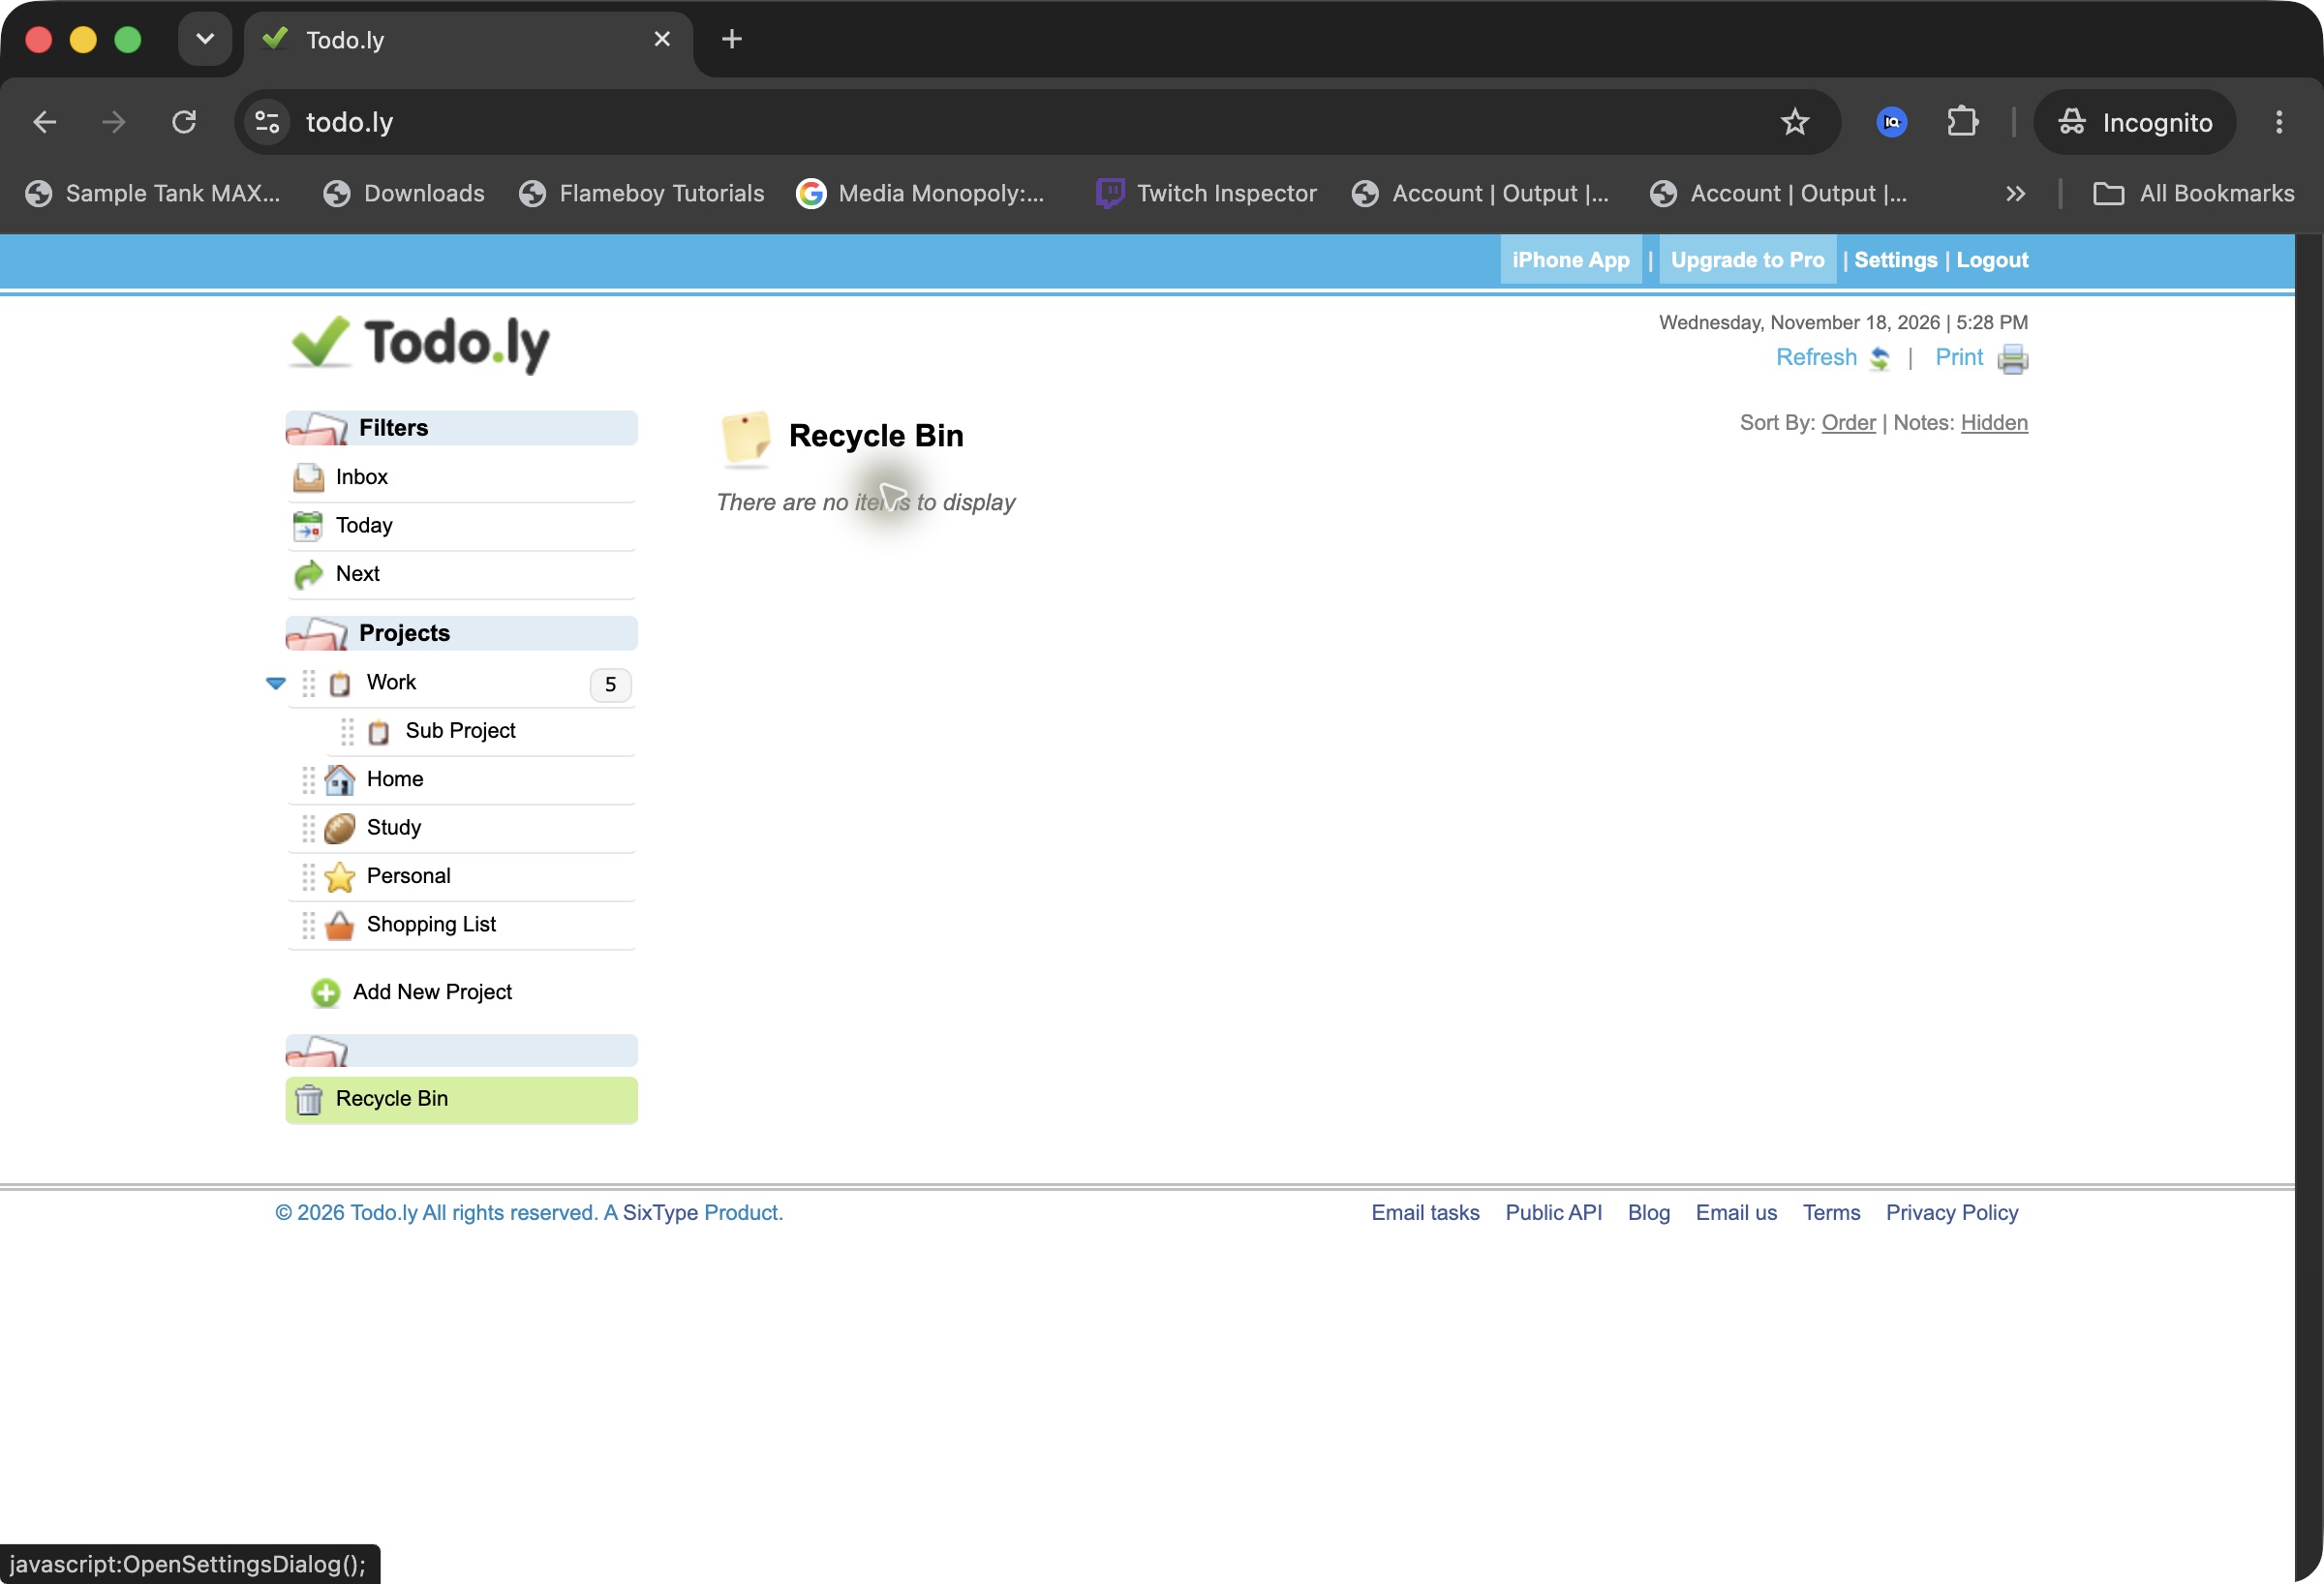 Todo.ly
todo.ly
Incognito
Sample Tank MAX...
Downloads
Flameboy Tutorials
Media Monopoly:...
Twitch Inspector
Account | Output |...
Account | Output |...
All Bookmarks
iPhone App | Upgrade to Pro | Settings | Logout
Todo.ly
Wednesday, November 18, 2026 | 5:28 PM
Refresh | Print
Filters
Inbox
Today
Next
Projects
Work 5
Sub Project
Home
Study
Personal
Shopping List
Add New Project
Recycle Bin
Recycle Bin
Sort By: Order | Notes: Hidden
There are no items to display
© 2026 Todo.ly All rights reserved. A SixType Product.
Email tasks Public API Blog Email us Terms Privacy Policy
javascript:OpenSettingsDialog();